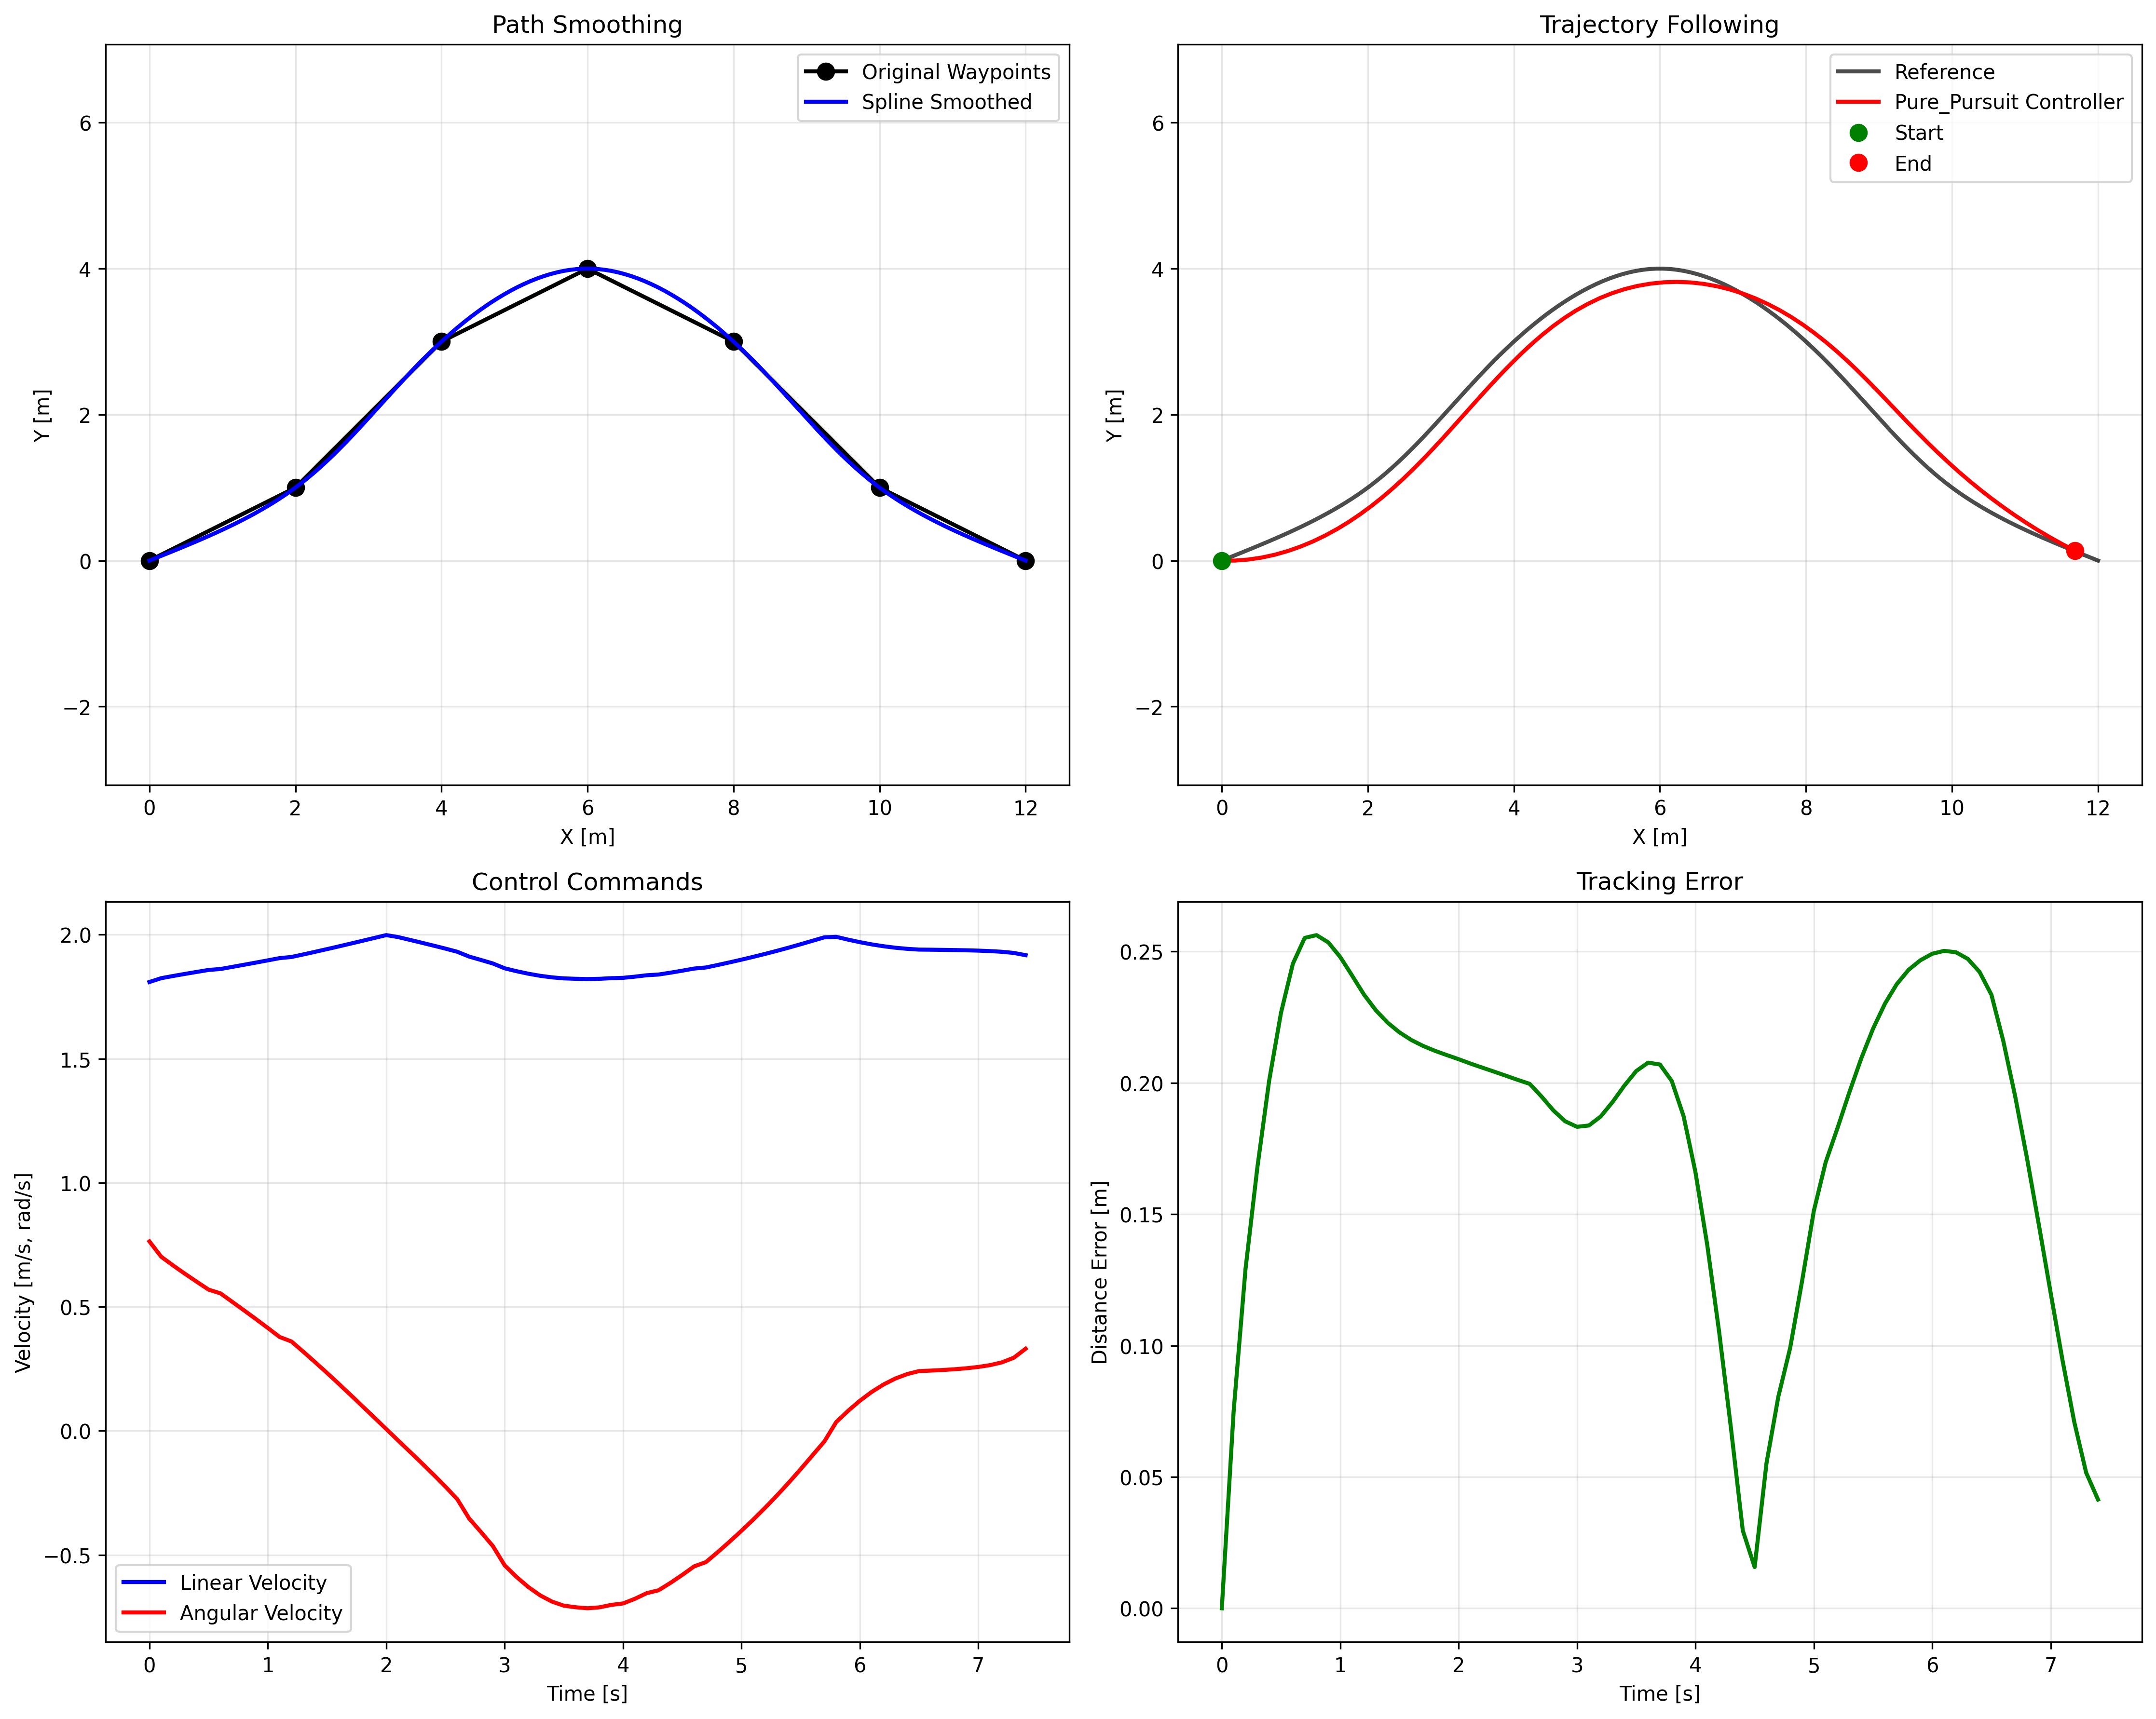 Path Smoothing
Original Waypoints
Spline Smoothed
6
4
2
0
−2
Y [m]
0 2 4 6 8 10 12
X [m]
Trajectory Following
Reference
Pure_Pursuit Controller
Start
End
6
4
2
0
−2
Y [m]
0 2 4 6 8 10 12
X [m]
Control Commands
2.0
1.5
1.0
0.5
0.0
−0.5
Velocity [m/s, rad/s]
Linear Velocity
Angular Velocity
0 1 2 3 4 5 6 7
Time [s]
Tracking Error
0.25
0.20
0.15
0.10
0.05
0.00
Distance Error [m]
0 1 2 3 4 5 6 7
Time [s]